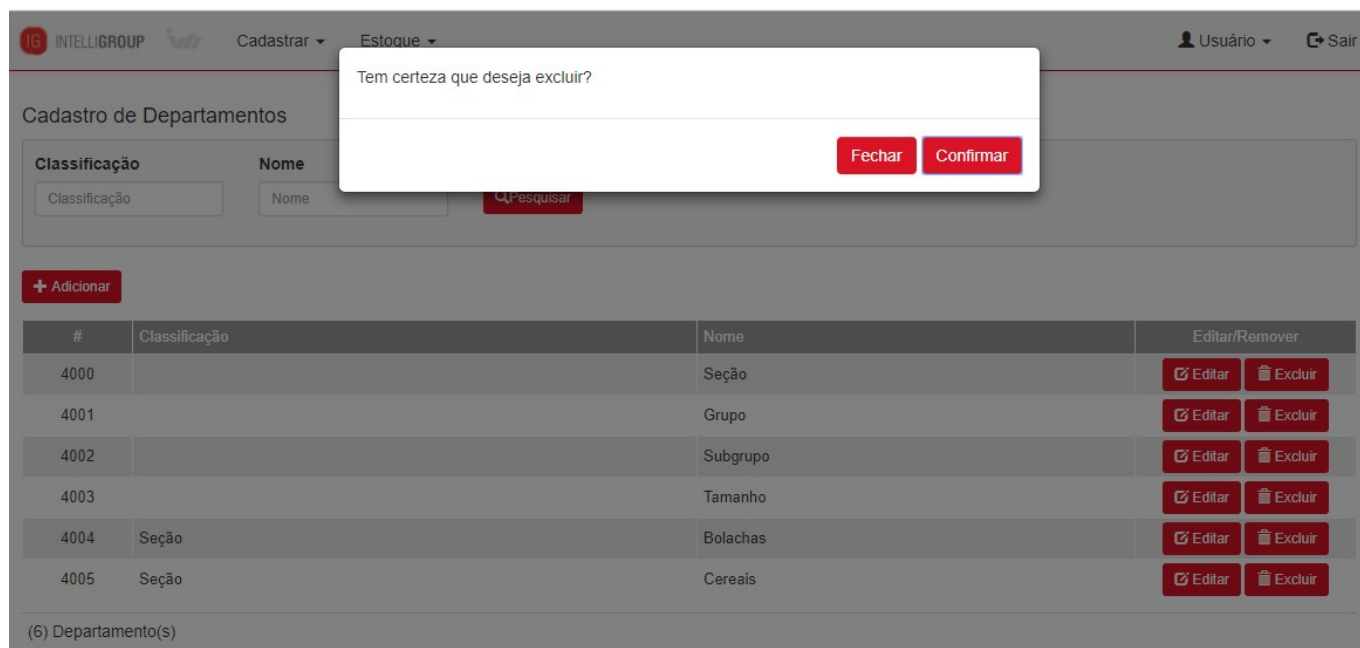 IG INTELLIGROUP Cadastrar Estoque Usuário Sair
Tem certeza que deseja excluir?
Fechar Confirmar
Cadastro de Departamentos
Classificação Nome
Classificação Nome Pesquisar
Adicionar
# Classificação Nome Editar/Remover
4000 Seção Editar Excluir
4001 Grupo Editar Excluir
4002 Subgrupo Editar Excluir
4003 Tamanho Editar Excluir
4004 Seção Bolachas Editar Excluir
4005 Seção Cereais Editar Excluir
(6) Departamento(s)